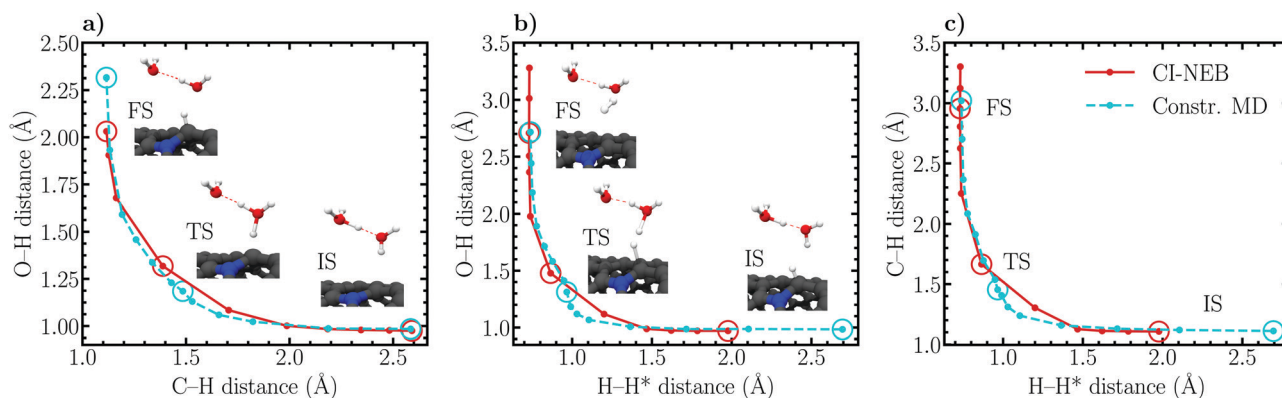 a)
2.50
2.25
2.00
1.75
1.50
1.25
1.00
O–H distance (Å)
1.0
1.5
2.0
2.5
C–H distance (Å)
FS
TS
IS
b)
3.5
3.0
2.5
2.0
1.5
1.0
O–H distance (Å)
1.0
1.5
2.0
2.5
H–H* distance (Å)
FS
TS
IS
c)
3.5
3.0
2.5
2.0
1.5
1.0
C–H distance (Å)
1.0
1.5
2.0
2.5
H–H* distance (Å)
CI-NEB
Constr. MD
FS
TS
IS